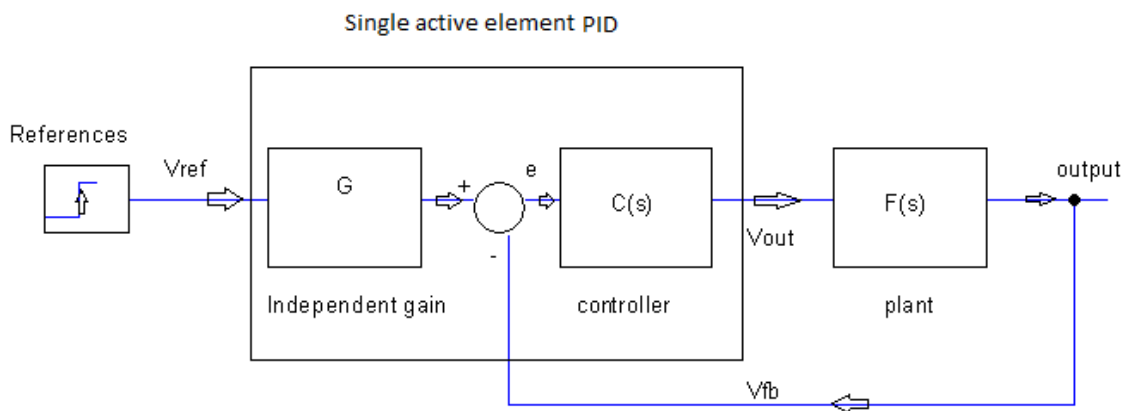 Single active element PID
References
Vref
G
+
e
C(s)
F(s)
output
-
Vout
Independent gain
controller
plant
Vfb